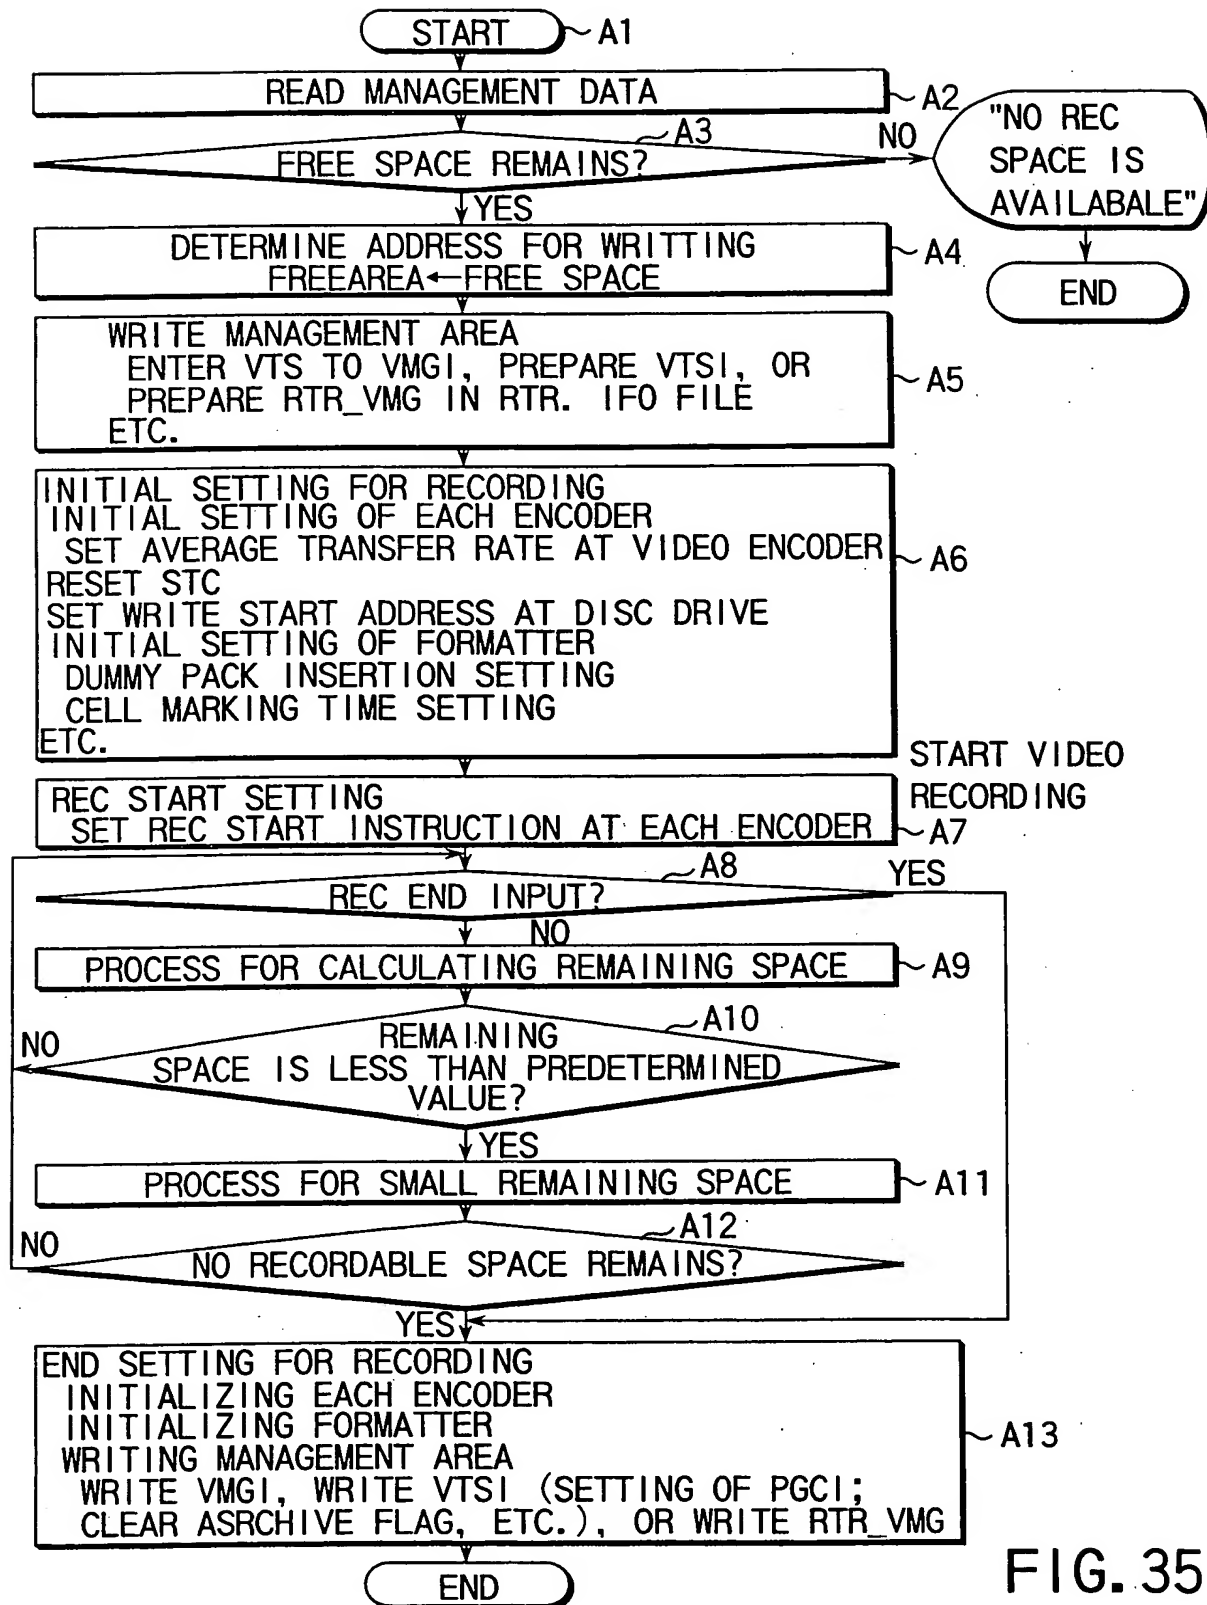 START
A1
READ MANAGEMENT DATA
A2
A3
FREE SPACE REMAINS?
NO
"NO REC
SPACE IS
AVAILABALE"
END
YES
DETERMINE ADDRESS FOR WRITTING
FREEAREA←FREE SPACE
A4
WRITE MANAGEMENT AREA
ENTER VTS TO VMGI, PREPARE VTSI, OR
PREPARE RTR_VMG IN RTR. IFO FILE
ETC.
A5
INITIAL SETTING FOR RECORDING
INITIAL SETTING OF EACH ENCODER
SET AVERAGE TRANSFER RATE AT VIDEO ENCODER
RESET STC
SET WRITE START ADDRESS AT DISC DRIVE
INITIAL SETTING OF FORMATTER
DUMMY PACK INSERTION SETTING
CELL MARKING TIME SETTING
ETC.
A6
START VIDEO
RECORDING
REC START SETTING
SET REC START INSTRUCTION AT EACH ENCODER
A7
A8
REC END INPUT?
YES
NO
PROCESS FOR CALCULATING REMAINING SPACE
A9
A10
REMAINING
SPACE IS LESS THAN PREDETERMINED
VALUE?
NO
YES
PROCESS FOR SMALL REMAINING SPACE
A11
A12
NO RECORDABLE SPACE REMAINS?
NO
YES
END SETTING FOR RECORDING
INITIALIZING EACH ENCODER
INITIALIZING FORMATTER
WRITING MANAGEMENT AREA
WRITE VMGI, WRITE VTSI (SETTING OF PGCI;
CLEAR ASRCHIVE FLAG, ETC.), OR WRITE RTR_VMG
A13
END
FIG. 35